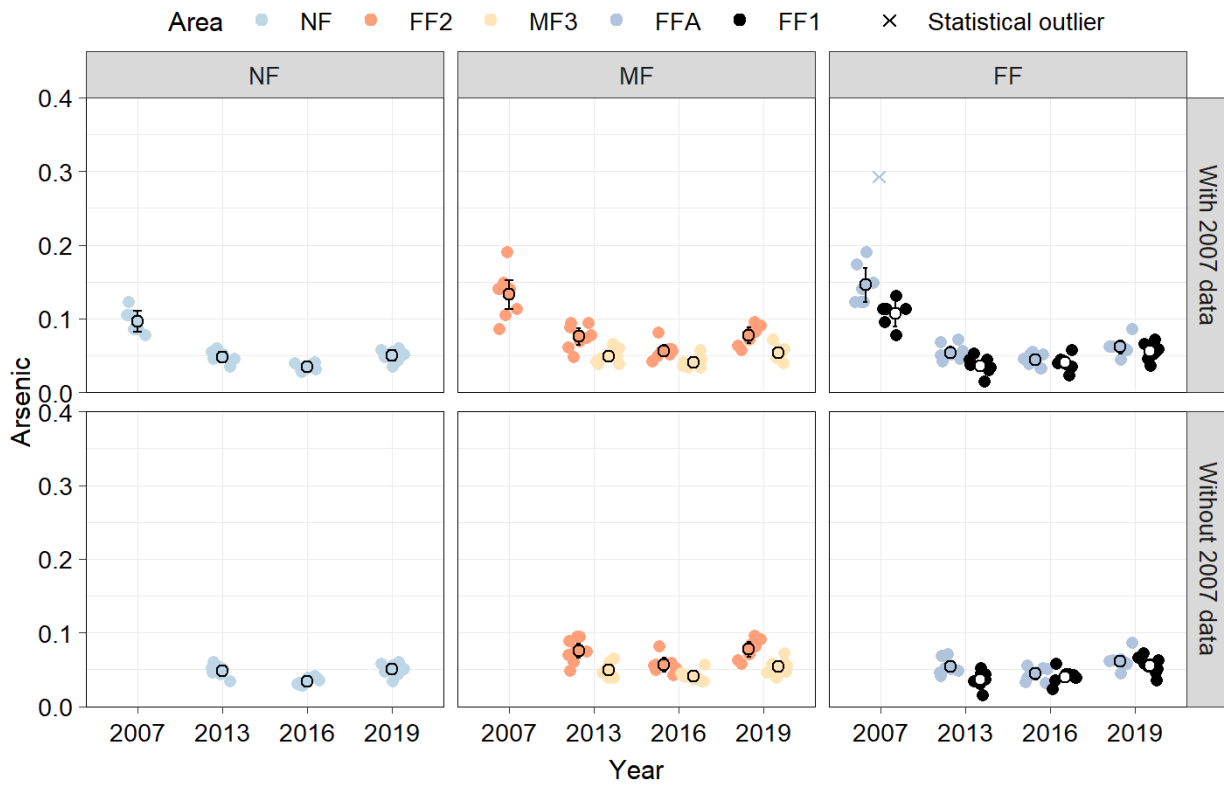 Area NF FF2 MF3 FFA FF1 Statistical outlier
NF MF FF
0.4
0.3
0.2
0.1
0.0
With 2007 data
Arsenic
0.4
0.3
0.2
0.1
0.0
Without 2007 data
2007 2013 2016 2019 2007 2013 2016 2019 2007 2013 2016 2019
Year